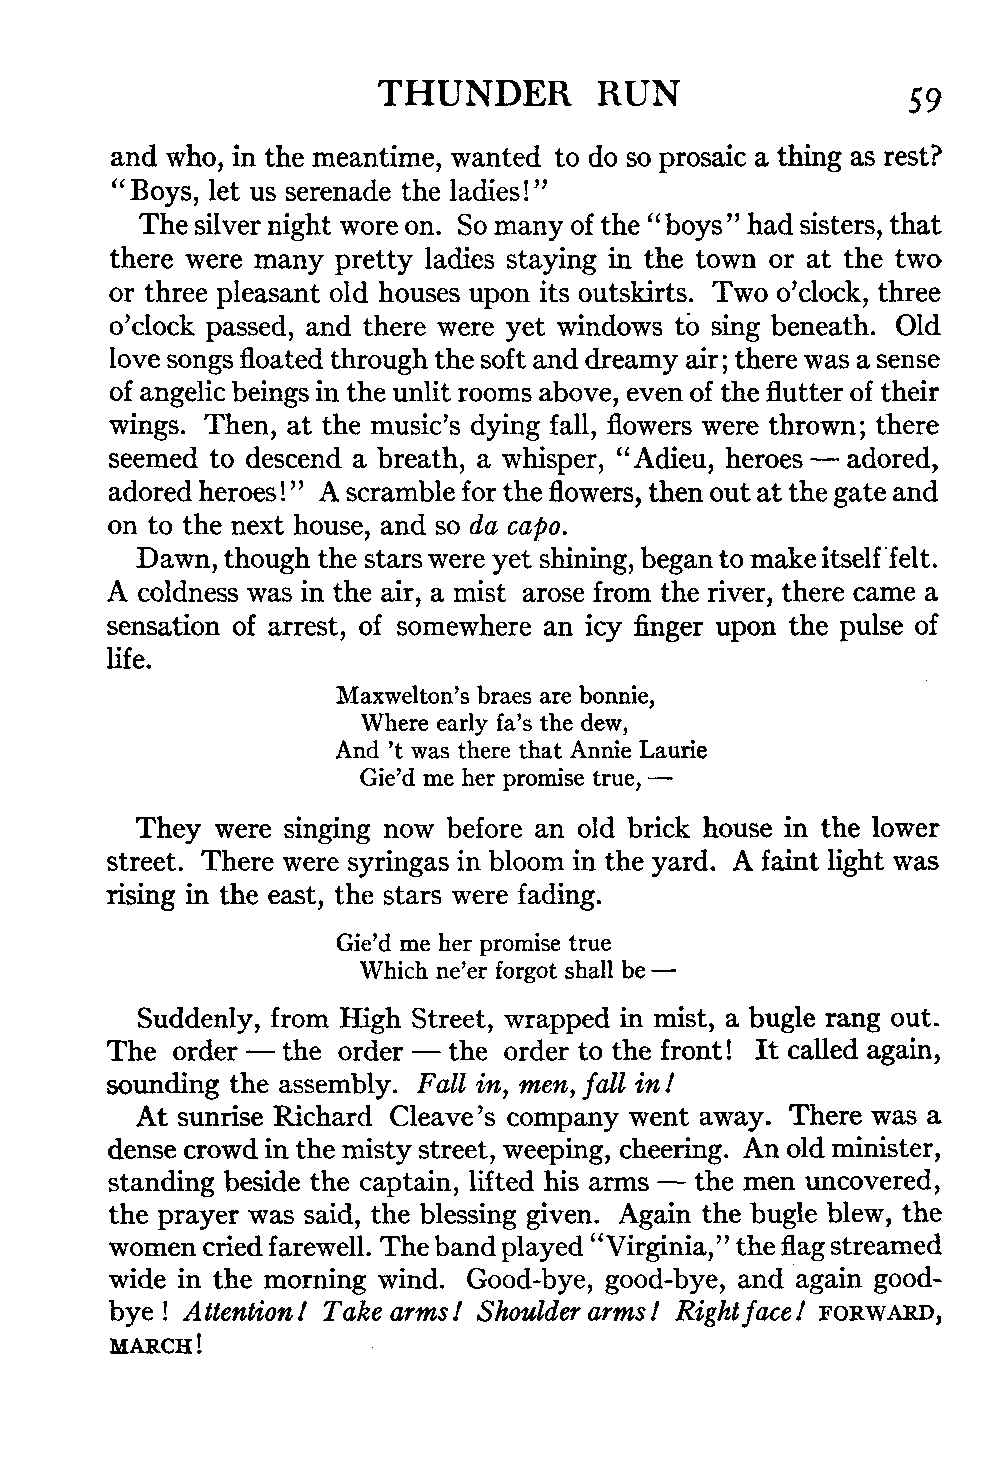 THUNDER RUN 59
and who, in the meantime, wanted to do so prosaic a thing as rest?
“Boys, let us serenade the ladies!”
The silver night wore on. So many of the “boys” had sisters, that
there were many pretty ladies staying in the town or at the two
or three pleasant old houses upon its outskirts. Two o’clock, three
o’clock passed, and there were yet windows to sing beneath. Old
love songs floated through the soft and dreamy air; there was a sense
of angelic beings in the unlit rooms above, even of the flutter of their
wings. Then, at the music’s dying fall, flowers were thrown; there
seemed to descend a breath, a whisper, “Adieu, heroes — adored,
adored heroes!” A scramble for the flowers, then out at the gate and
on to the next house, and so da capo.
Dawn, though the stars were yet shining, began to make itself felt.
A coldness was in the air, a mist arose from the river, there came a
sensation of arrest, of somewhere an icy finger upon the pulse of
life.
Maxwelton’s braes are bonnie,
Where early fa’s the dew,
And ’t was there that Annie Laurie
Gie’d me her promise true, —
They were singing now before an old brick house in the lower
street. There were syringas in bloom in the yard. A faint light was
rising in the east, the stars were fading.
Gie’d me her promise true
Which ne’er forgot shall be —
Suddenly, from High Street, wrapped in mist, a bugle rang out.
The order — the order — the order to the front! It called again,
sounding the assembly. Fall in, men, fall in!
At sunrise Richard Cleave’s company went away. There was a
dense crowd in the misty street, weeping, cheering. An old minister,
standing beside the captain, lifted his arms — the men uncovered,
the prayer was said, the blessing given. Again the bugle blew, the
women cried farewell. The band played “Virginia,” the flag streamed
wide in the morning wind. Good-bye, good-bye, and again good-
bye! Attention! Take arms! Shoulder arms! Right face! FORWARD,
MARCH!